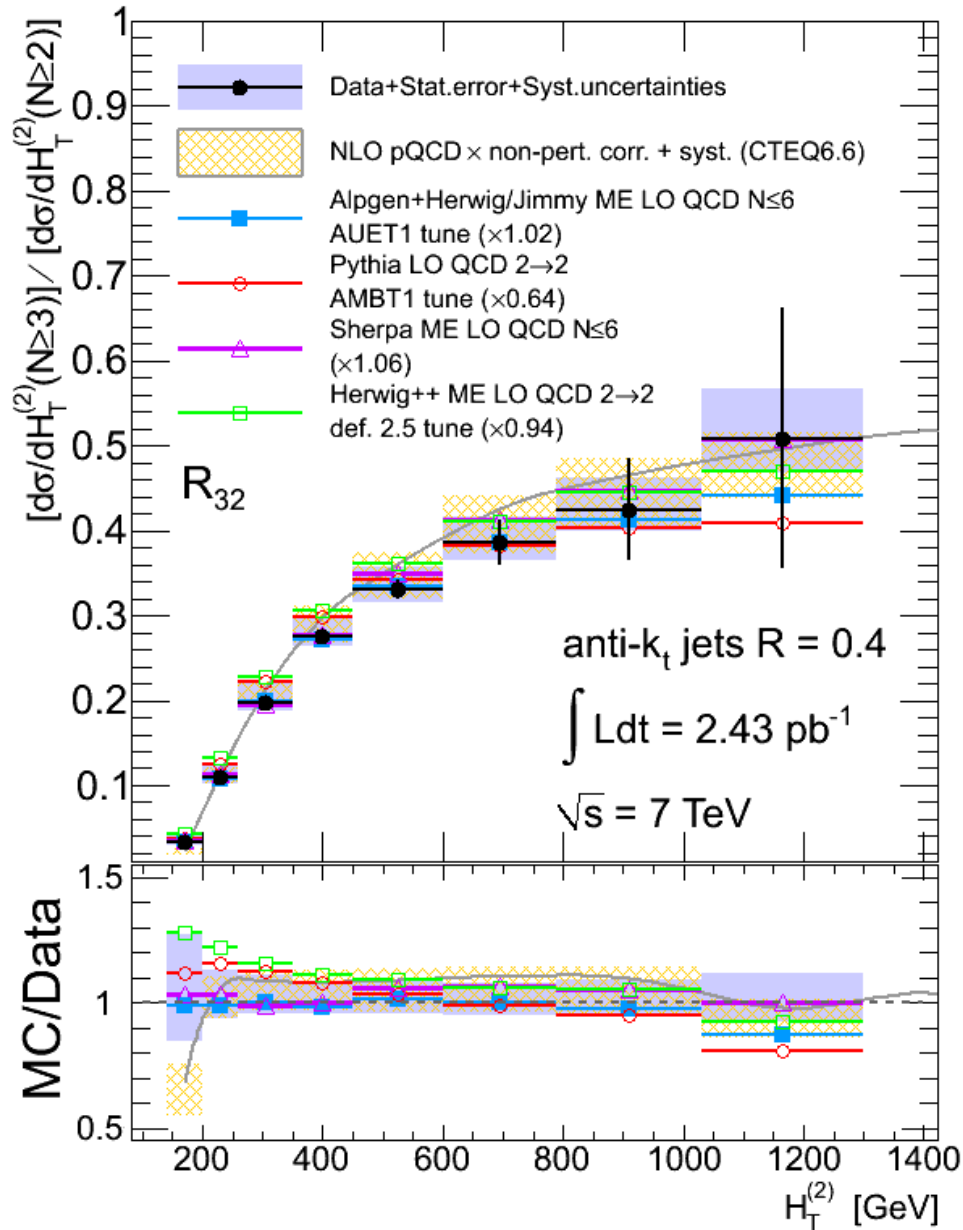 [dσ/dH_T^(2)(N≥3)] / [dσ/dH_T^(2)(N≥2)]
1
0.9
0.8
0.7
0.6
0.5
0.4
0.3
0.2
0.1
Data+Stat.error+Syst.uncertainties
NLO pQCD × non-pert. corr. + syst. (CTEQ6.6)
Alpgen+Herwig/Jimmy ME LO QCD N≤6
AUET1 tune (×1.02)
Pythia LO QCD 2→2
AMBT1 tune (×0.64)
Sherpa ME LO QCD N≤6
(×1.06)
Herwig++ ME LO QCD 2→2
def. 2.5 tune (×0.94)
R_32
anti-k_t jets R = 0.4
∫ Ldt = 2.43 pb^-1
√s = 7 TeV
MC/Data
1.5
1
0.5
200 400 600 800 1000 1200 1400
H_T^(2) [GeV]